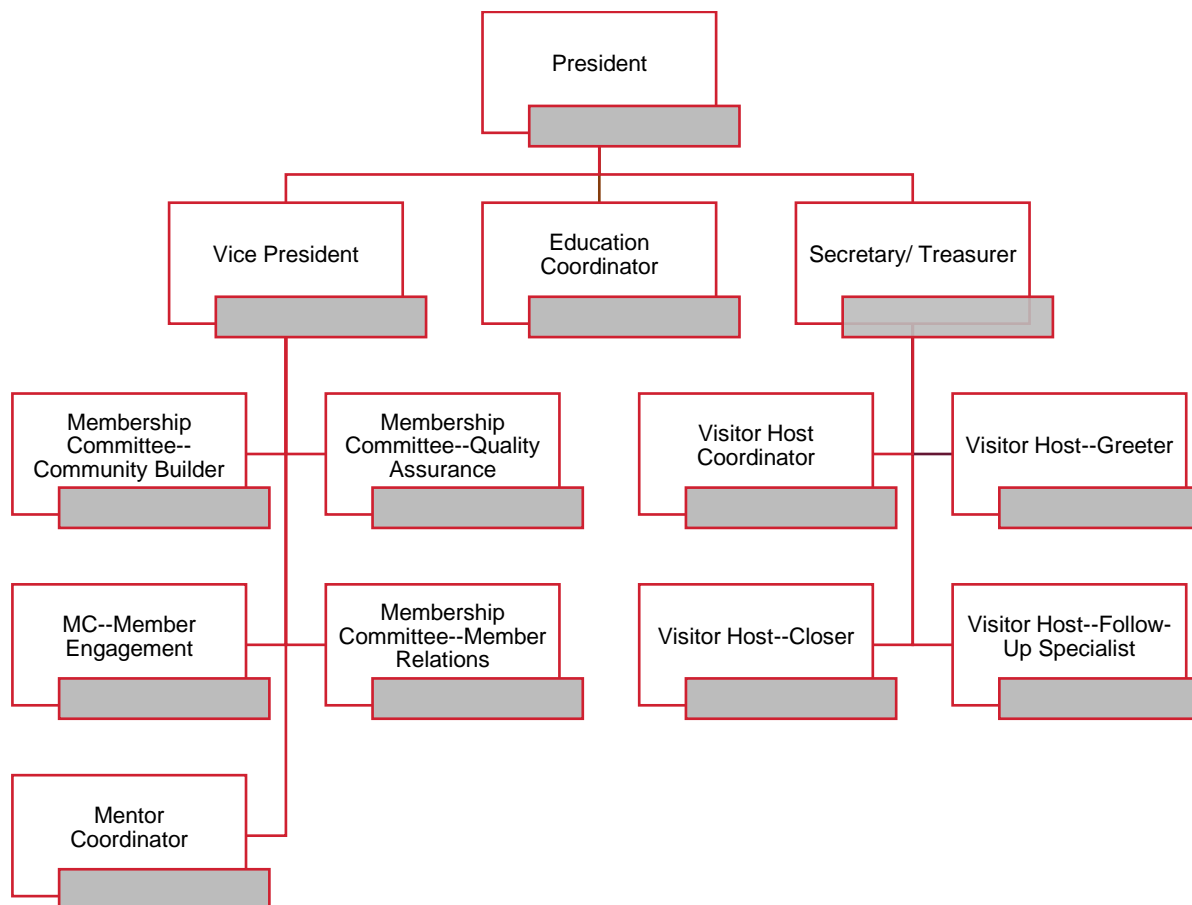 President
Vice President
Education
Coordinator
Secretary/ Treasurer
Membership
Committee--
Community Builder
Membership
Committee--Quality
Assurance
Visitor Host
Coordinator
Visitor Host--Greeter
MC--Member
Engagement
Membership
Committee--Member
Relations
Visitor Host--Closer
Visitor Host--Follow-
Up Specialist
Mentor
Coordinator